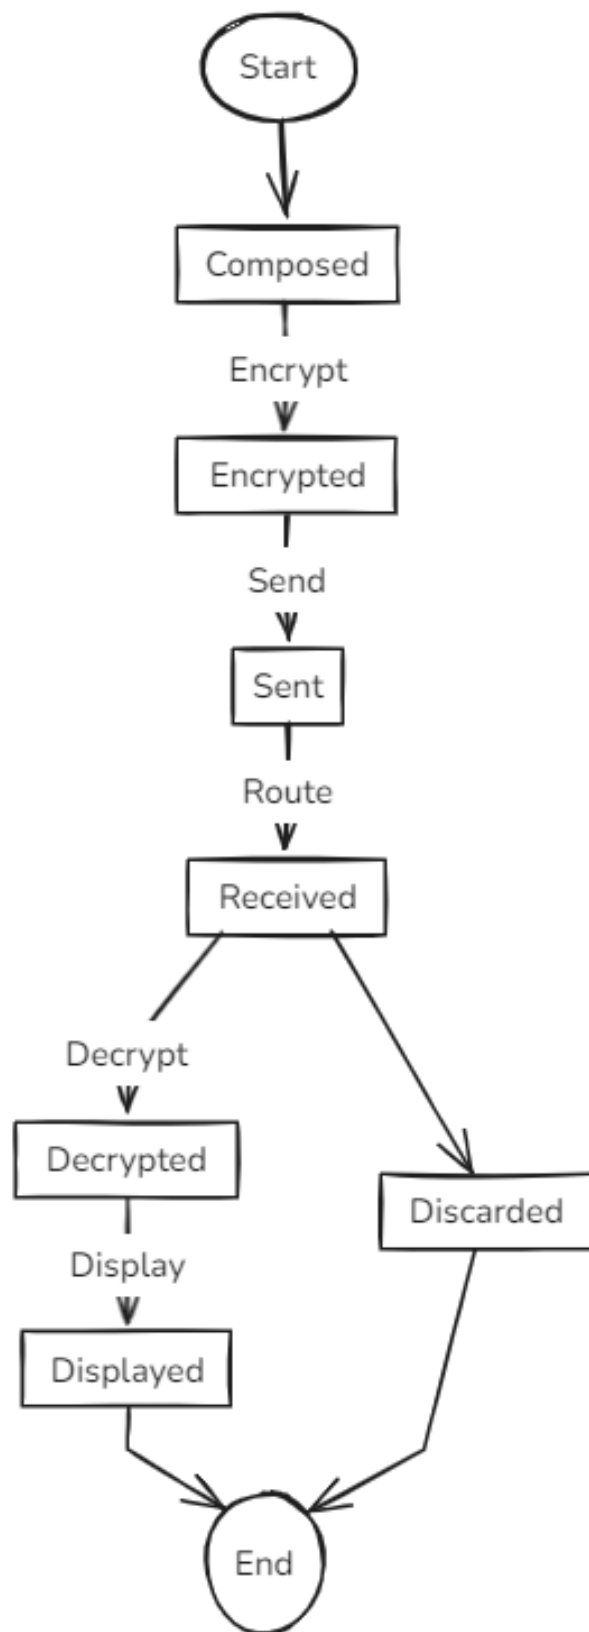 Start
Composed
Encrypt
Encrypted
Send
Sent
Route
Received
Decrypt
Decrypted
Discarded
Display
Displayed
End